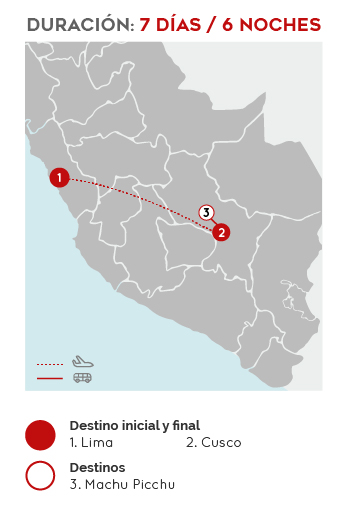 DURACIÓN: 7 DÍAS / 6 NOCHES
1
3
2
Destino inicial y final
1. Lima 2. Cusco
Destinos
3. Machu Picchu